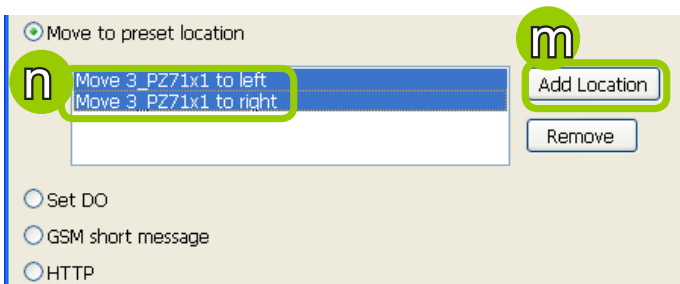 Move to preset location
m
n
Move 3_PZ71x1 to left
Add Location
Move 3_PZ71x1 to right
Remove
Set DO
GSM short message
HTTP